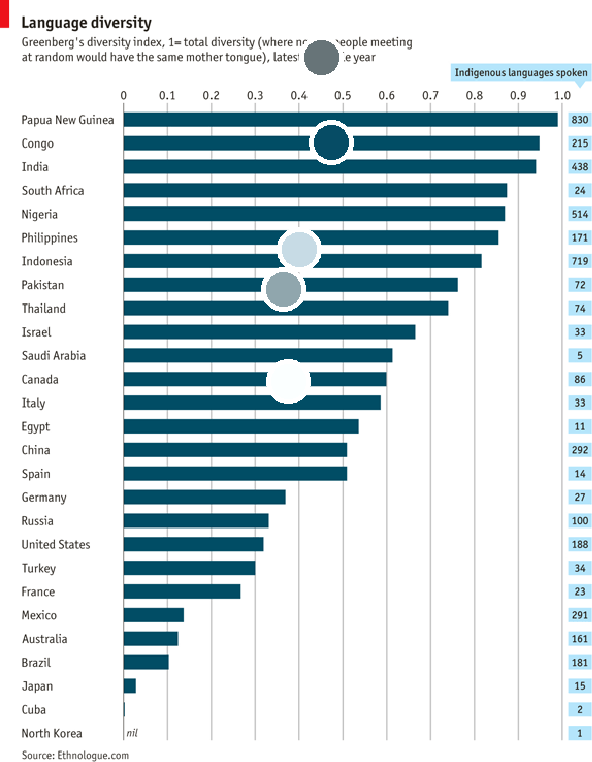 Language diversity
Greenberg's diversity index, 1= total diversity (where people meeting
at random would have the same mother tongue), year
Indigenous languages spoken
0 0.1 0.2 0.3 0.4 0.5 0.6 0.7 0.8 0.9 1.0
Papua New Guinea 830
Congo 215
India 438
South Africa 24
Nigeria 514
Philippines 171
Indonesia 719
Pakistan 72
Thailand 74
Israel 33
Saudi Arabia 5
Canada 86
Italy 33
Egypt 11
China 292
Spain 14
Germany 27
Russia 100
United States 188
Turkey 34
France 23
Mexico 291
Australia 161
Brazil 181
Japan 15
Cuba 2
North Korea nil 1
Source: Ethnologue.com